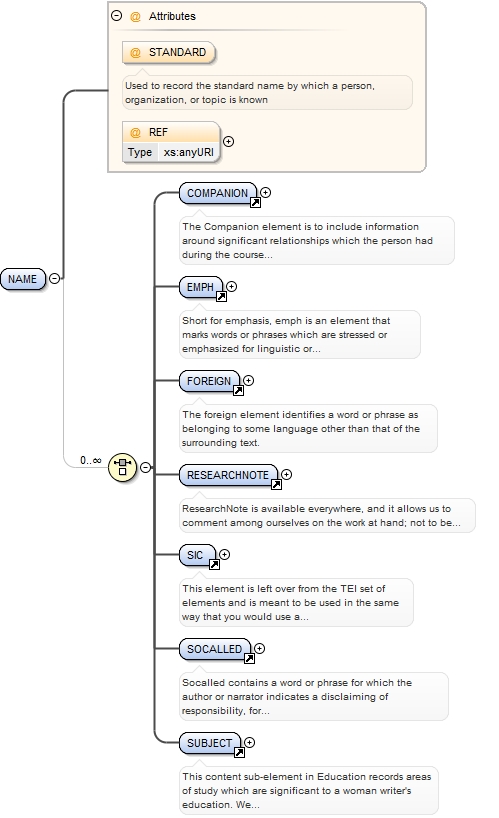 @ Attributes
@ STANDARD
Used to record the standard name by which a person,
organization, or topic is known
@ REF
Type xs:anyURI
NAME
0..∞
COMPANION
The Companion element is to include information
around significant relationships which the person had
during the course...
EMPH
Short for emphasis, emph is an element that
marks words or phrases which are stressed or
emphasized for linguistic or...
FOREIGN
The foreign element identifies a word or phrase as
belonging to some language other than that of the
surrounding text.
RESEARCHNOTE
ResearchNote is available everywhere, and it allows us to
comment among ourselves on the work at hand; not to be...
SIC
This element is left over from the TEI set of
elements and is meant to be used in the same
way that you would use a...
SOCALLED
Socalled contains a word or phrase for which the
author or narrator indicates a disclaiming of
responsibility, for...
SUBJECT
This content sub-element in Education records areas
of study which are significant to a woman writer's
education. We...